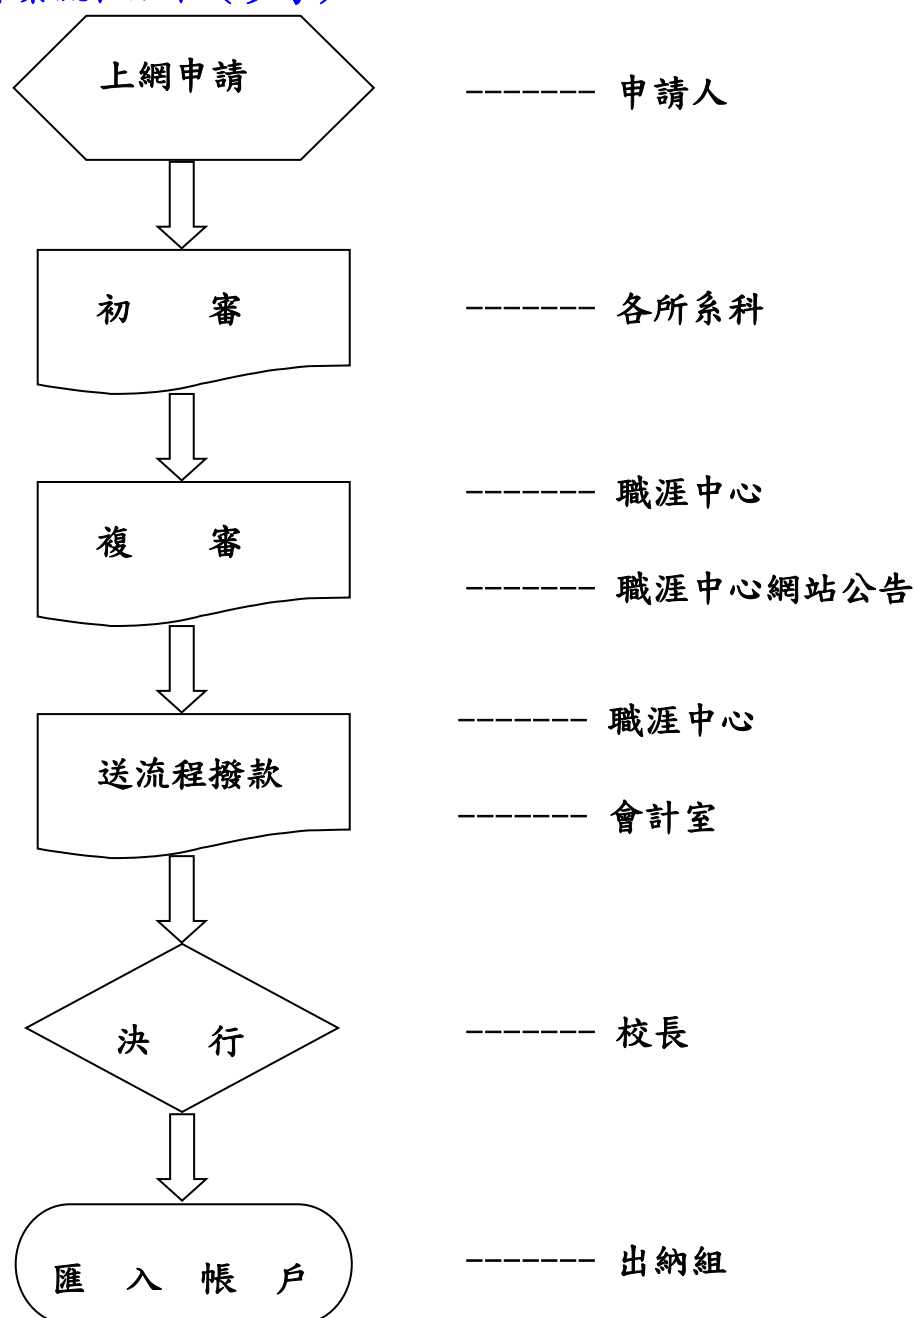 上網申請 ------- 申請人
初 審 ------- 各所系科
------- 職涯中心
複 審
------- 職涯中心網站公告
------- 職涯中心
送流程撥款
------- 會計室
決 行 ------- 校長
匯 入 帳 戶 ------- 出納組